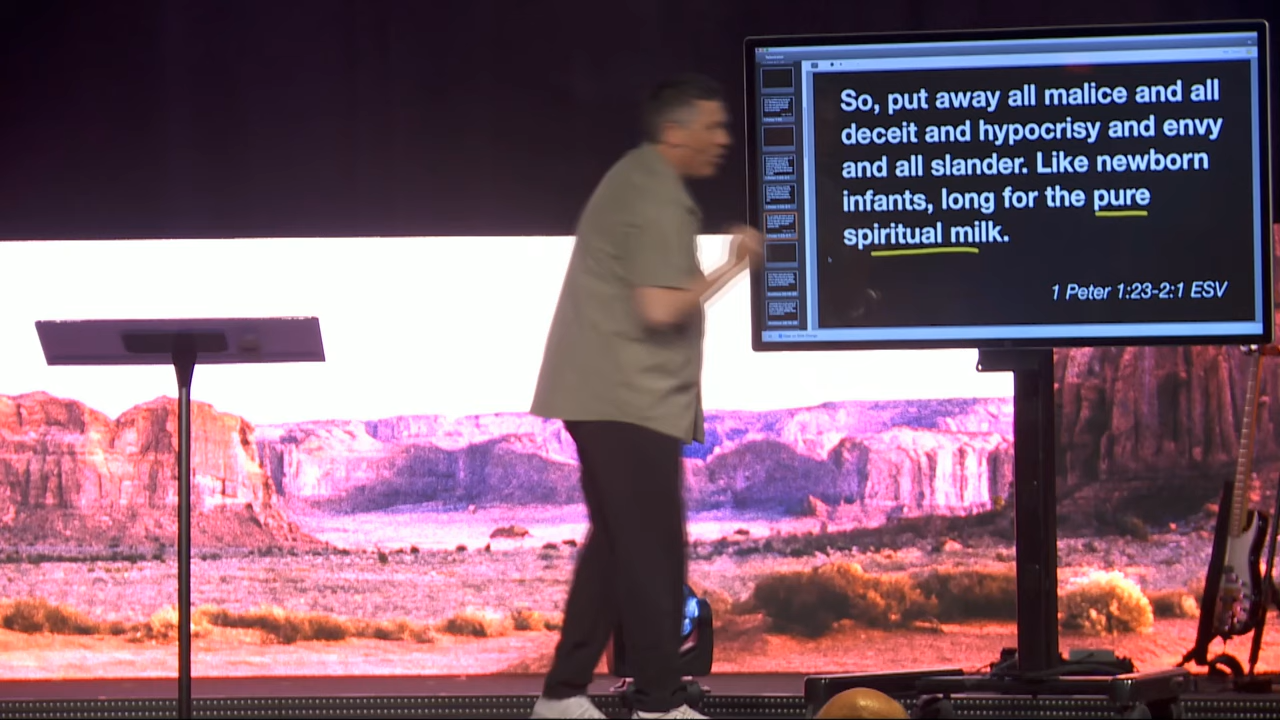 So, put away all malice and all
deceit and hypocrisy and envy
and all slander. Like newborn
infants, long for the pure
spiritual milk.
1 Peter 1:23-2:1 ESV